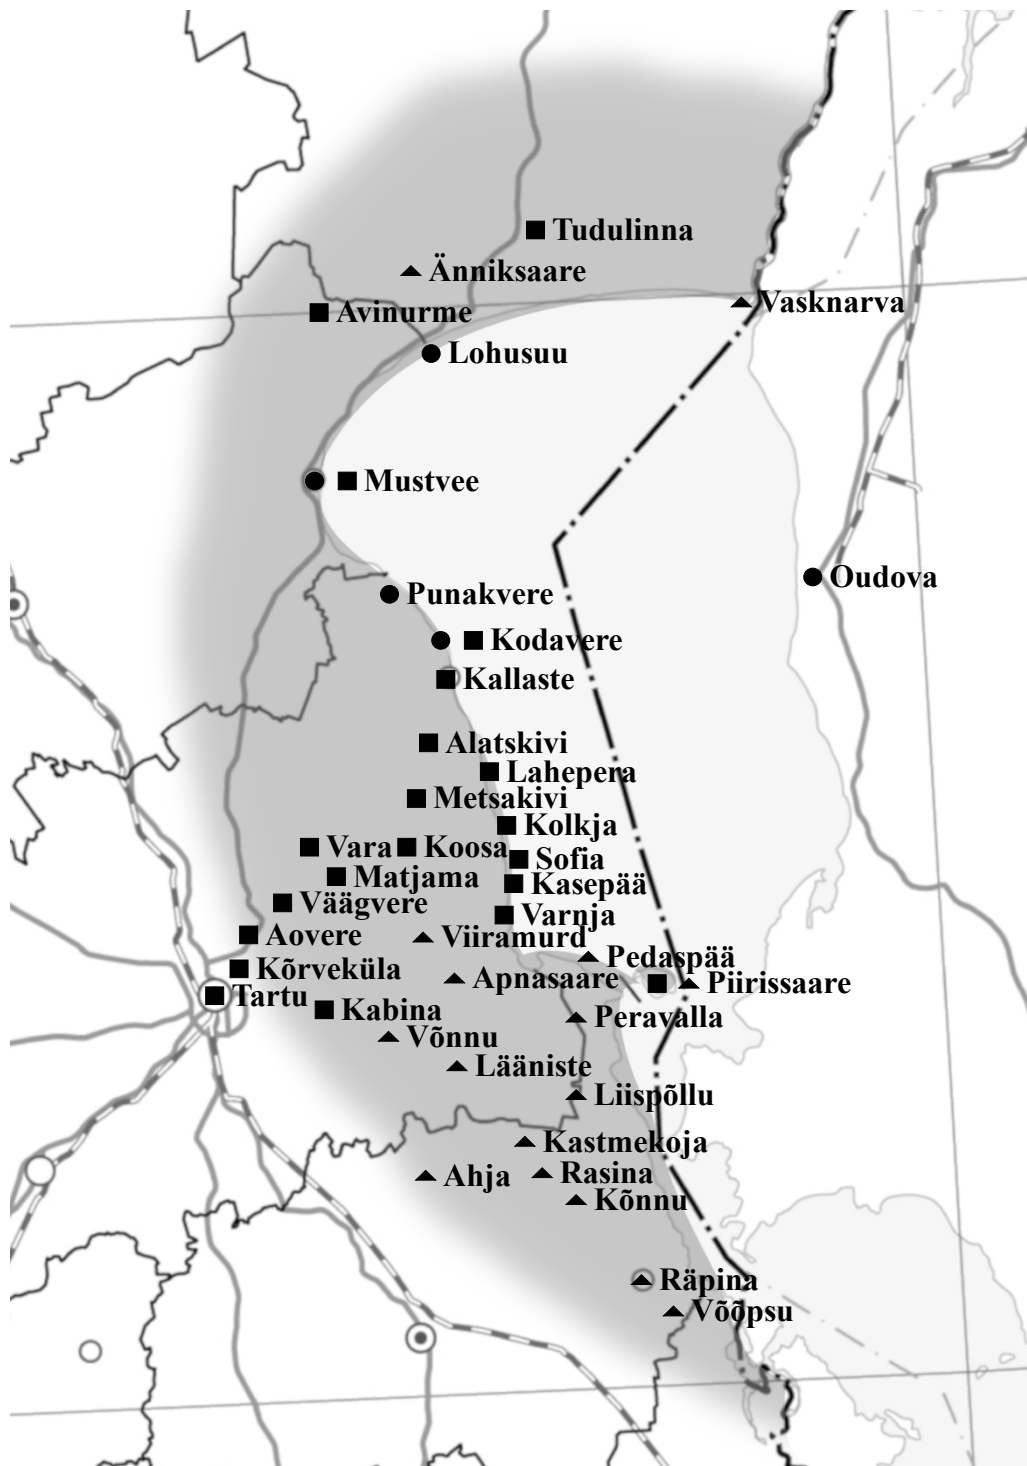 Tudulinna
Änniksaare
Vasknarva
Avinurme
Lohusuu
Mustvee
Oudova
Punakvere
Kodavere
Kallaste
Alatskivi
Lahepera
Metsakivi
Kolkja
Vara
Koosa
Sofia
Matjama
Kasepää
Väägvere
Varnja
Aovere
Viiramurd
Pedaspää
Kõrveküla
Apnasaare
Piirissaare
Tartu
Kabina
Peravalla
Võnnu
Lääniste
Liispõllu
Kastmekoja
Ahja
Rasina
Kõnnu
Räpina
Võõpsu